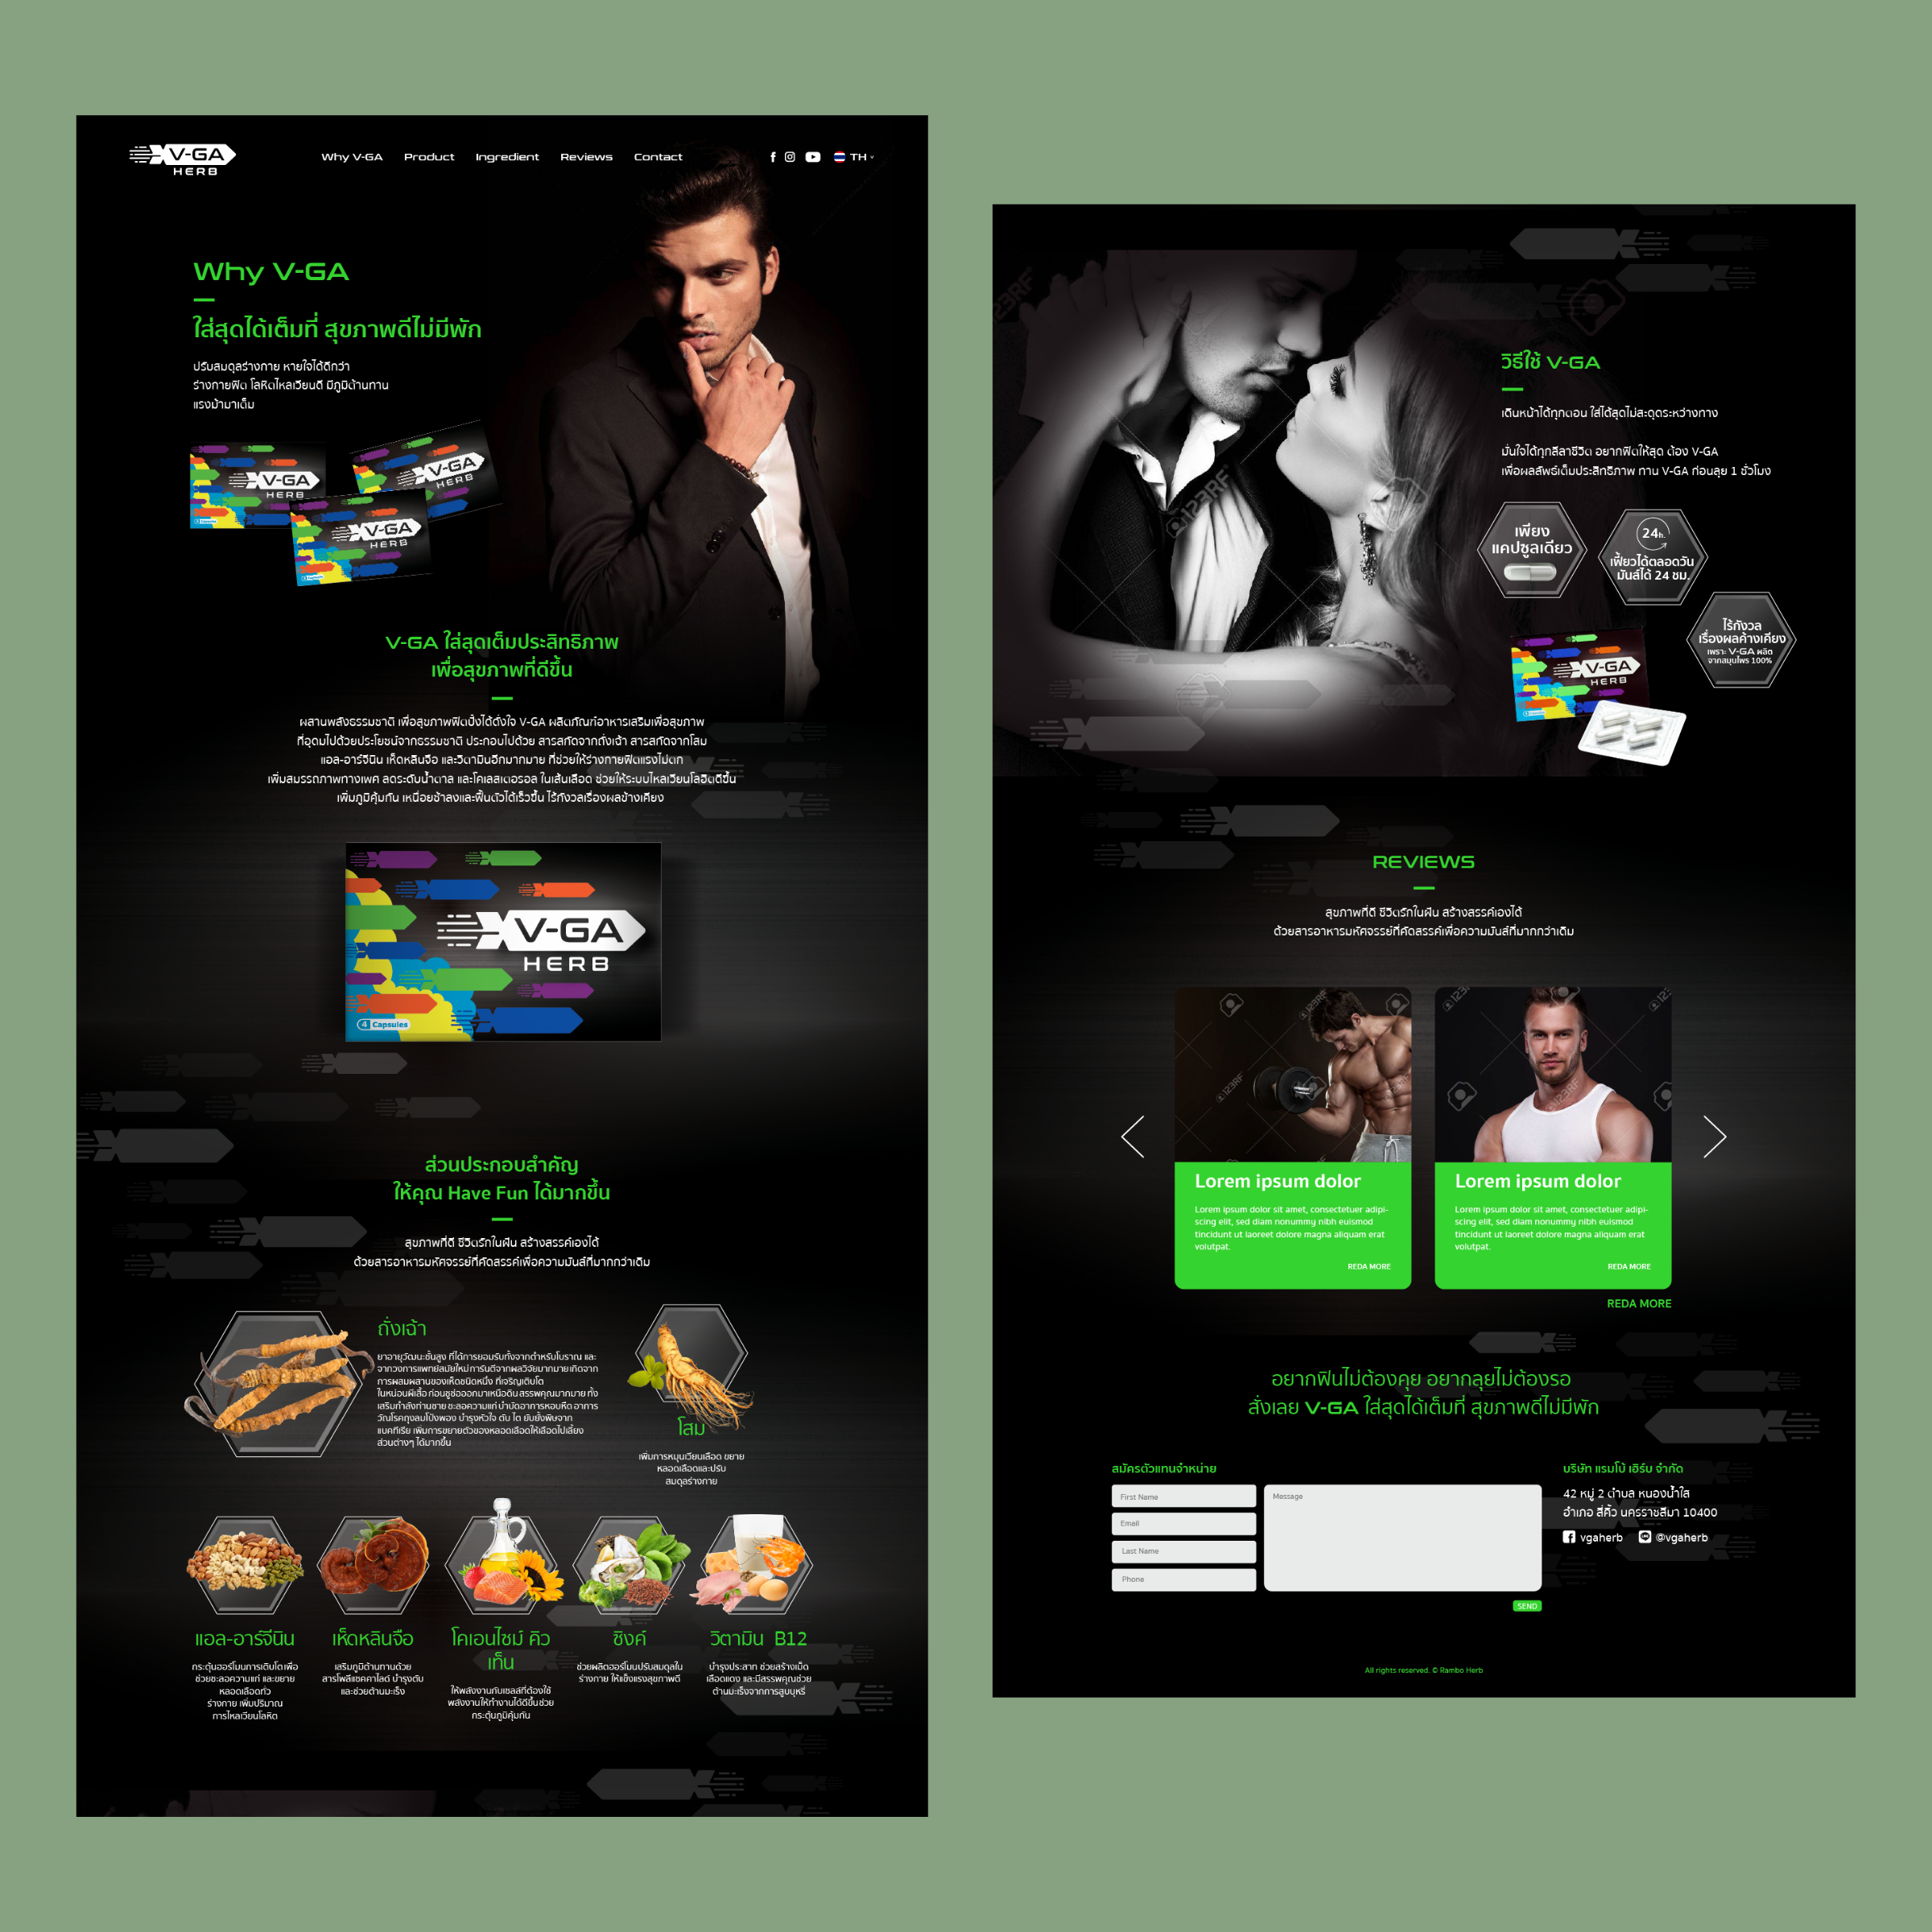 V-GA
HERB
Why V-GA
Product
Ingredient
Reviews
Contact
TH
Why V-GA
ใส่สุดได้เต็มที่ สุขภาพดีไม่มีพัก
ปรับสมดุลร่างกาย หายใจได้ดีกว่า
ร่างกายฟิต โลหิตไหลเวียนดี มีภูมิต้านทาน
แรงม้ามาเต็ม
V-GA
HERB
Capsules
V-GA
HERB
V-GA
HERB
V-GA ใส่สุดเต็มประสิทธิภาพ
เพื่อสุขภาพที่ดีขึ้น
ผสานพลังธรรมชาติ เพื่อสุขภาพฟิตปั๋งได้ดั่งใจ V-GA ผลิตภัณฑ์อาหารเสริมเพื่อสุขภาพ
ที่อุดมไปด้วยประโยชน์จากธรรมชาติ ประกอบไปด้วย สารสกัดจากถั่งเฉ้า สารสกัดจากโสม
แอล-อาร์จีนีน เห็ดหลินจือ และวิตามินอีกมากมาย ที่ช่วยให้ร่างกายฟิตแรงไม่ตก
เพิ่มสมรรถภาพทางเพศ ลดระดับน้ำตาล และโคเลสเตอรอล ในเส้นเลือด ช่วยให้ระบบไหลเวียนโลฮิตดีขึ้น
เพิ่มภูมิคุ้มกัน เหนื่อยช้าลงและฟื้นตัวได้เร็วขึ้น ไร้กังวลเรื่องผลข้างเคียง
V-GA
HERB
4 Capsules
ส่วนประกอบสำคัญ
ให้คุณ Have Fun ได้มากขึ้น
สุขภาพที่ดี ชีวิตรักในฝัน สร้างสรรค์เองได้
ด้วยสารอาหารมหัศจรรย์ที่คัดสรรค์เพื่อความมันส์ที่มากกว่าเดิม
ถั่งเฉ้า
ยาอายุวัฒนะชั้นสูง ที่ได้การยอมรับทั้งจากตำหรับโบราณ และ
จากวงการแพทย์สมัยใหม่ การันตีจากผลวิจัยมากมาย เกิดจาก
การผสมผสานของเห็ดชนิดหนึ่ง ที่เจริญเติบโต
ในหนอนผีเสื้อ ก่อนชูช่อออกมาเหนือดิน สรรพคุณมากมาย ทั้ง
เสริมกำลังท่านชาย ชะลอความแก่ บำบัดอาการหอบหืด อาการ
วัณโรคถุงลมโป่งพอง บำรุงหัวใจ ตับ ไต ยับยั้งพิษจาก
แบคทีเรีย เพิ่มการขยายตัวของหลอดเลือดให้เลือดไปเลี้ยง
ส่วนต่างๆ ได้มากขึ้น
โสม
เพิ่มการหมุนเวียนเลือด ขยาย
หลอดเลือดและปรับ
สมดุลร่างกาย
แอล-อาร์จีนีน
กระตุ้นฮอร์โมนการเติบโตเพื่อ
ช่วยชะลอความแก่ และขยาย
หลอดเลือดทั่ว
ร่างกาย เพิ่มปริมาณ
การไหลเวียนโลหิต
เห็ดหลินจือ
เสริมภูมิต้านทานด้วย
สารโพลีแซคคาไลด์ บำรุงตับ
และช่วยต้านมะเร็ง
โคเอนไซม์ คิว
เท็น
ให้พลังงานกับเซลล์ที่ต้องใช้
พลังงานให้ทำงานได้ดีขึ้นช่วย
กระตุ้นภูมิคุ้มกัน
ซิงค์
ช่วยผลิตฮอร์โมนปรับสมดุลใน
ร่างกาย ให้แข็งแรงสุขภาพดี
วิตามิน B12
บำรุงประสาท ช่วยสร้างเม็ด
เลือดแดง และมีสรรพคุณช่วย
ต้านมะเร็งจากการสูบบุหรี่
วิธีใช้ V-GA
เดินหน้าได้ทุกตอน ใส่ได้สุดไม่สะดุดระหว่างทาง
มั่นใจได้ทุกลีลาชีวิต อยากฟิตให้สุด ต้อง V-GA
เพื่อผลลัพธ์เต็มประสิทธิภาพ ทาน V-GA ก่อนลุย 1 ชั่วโมง
เพียง
แคปซูลเดียว
24h.
เฟี้ยวได้ตลอดวัน
มันส์ได้ 24 ชม.
ไร้กังวล
เรื่องผลค้างเคียง
เพราะ V-GA ผลิต
จากสมุนไพร 100%
V-GA
HERB
123RF
REVIEWS
สุขภาพที่ดี ชีวิตรักในฝัน สร้างสรรค์เองได้
ด้วยสารอาหารมหัศจรรย์ที่คัดสรรค์เพื่อความมันส์ที่มากกว่าเดิม
Lorem ipsum dolor
Lorem ipsum dolor sit amet, consectetuer adipi-
scing elit, sed diam nonummy nibh euismod
tincidunt ut laoreet dolore magna aliquam erat
volutpat.
REDA MORE
Lorem ipsum dolor
Lorem ipsum dolor sit amet, consectetuer adipi-
scing elit, sed diam nonummy nibh euismod
tincidunt ut laoreet dolore magna aliquam erat
volutpat.
REDA MORE
REDA MORE
อยากฟินไม่ต้องคุย อยากลุยไม่ต้องรอ
สั่งเลย V-GA ใส่สุดได้เต็มที่ สุขภาพดีไม่มีพัก
สมัครตัวแทนจำหน่าย
First Name
Email
Last Name
Phone
Message
SEND
บริษัท แรมโบ้ เฮิร์บ จำกัด
42 หมู่ 2 ตำบล หนองน้ำใส
อำเภอ สี่คิ้ว นครราชสีมา 10400
vgaherb
@vgaherb
All rights reserved. © Rambo Herb